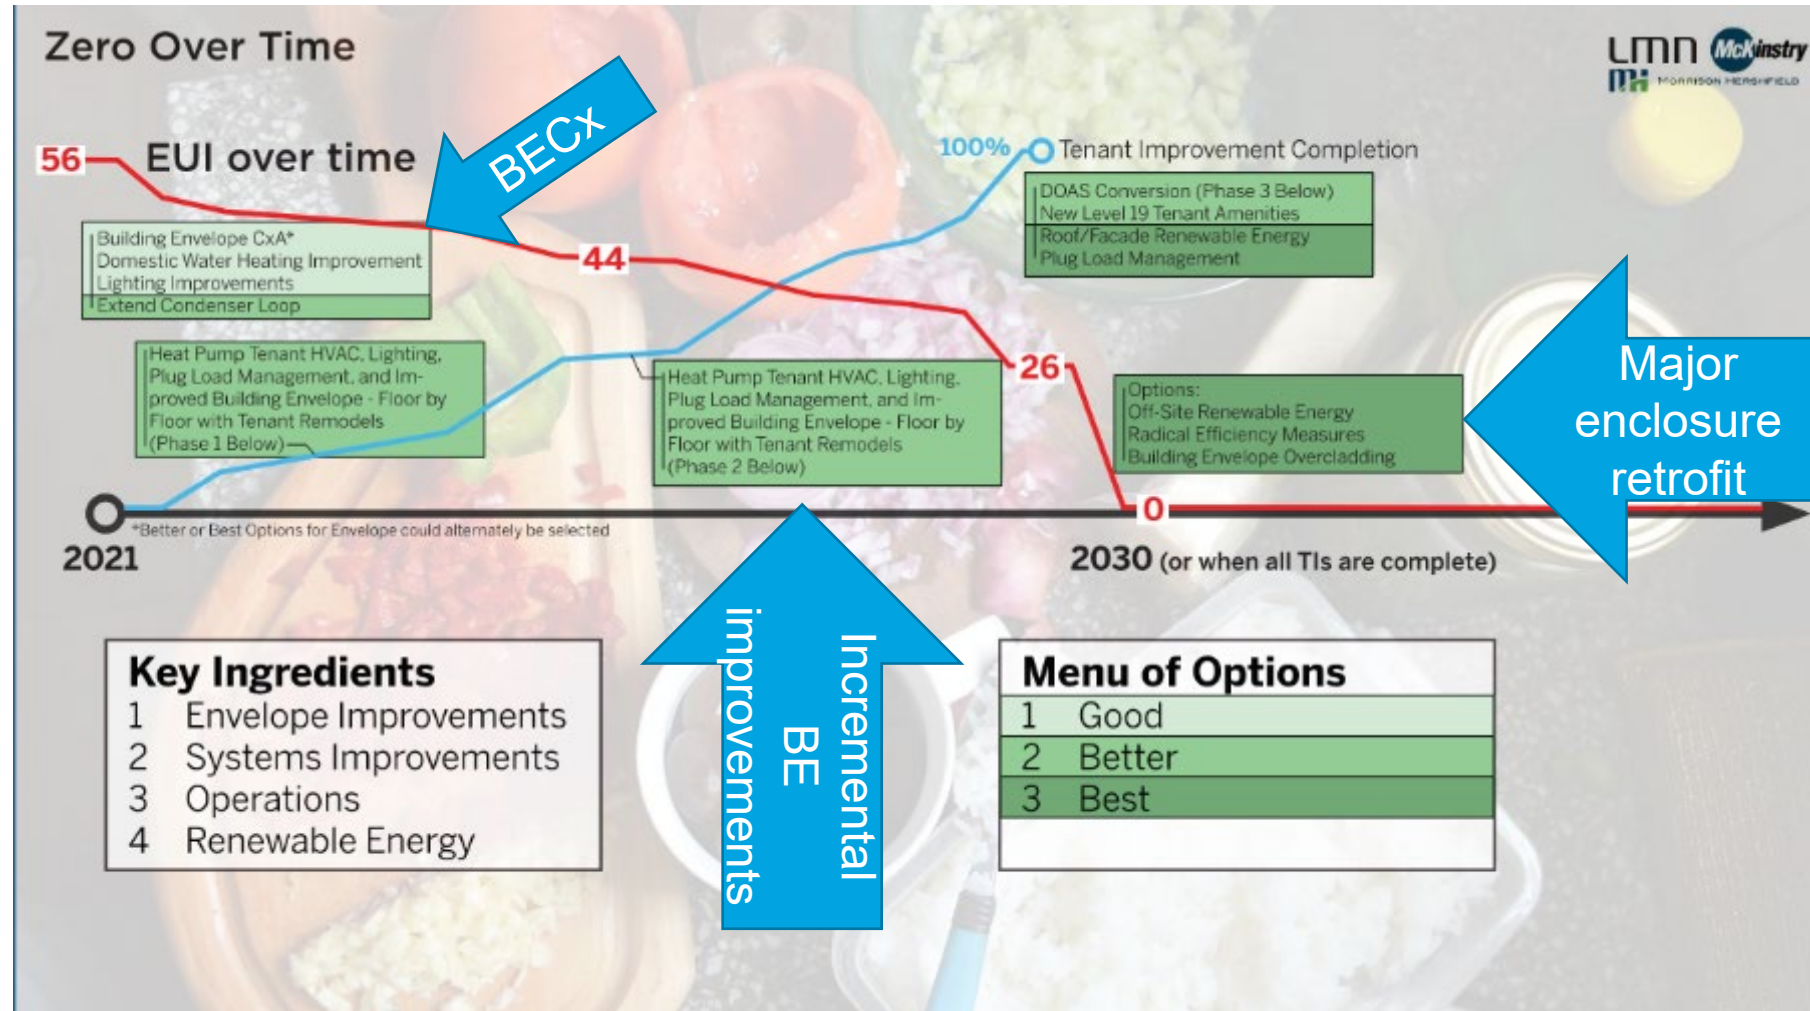 Zero Over Time
LMN McKinstry
MH MORRISON HERSHFIELD
56 EUI over time
BECx
100% Tenant Improvement Completion
DOAS Conversion (Phase 3 Below)
New Level 19 Tenant Amenities
Roof/Facade Renewable Energy
Plug Load Management
Building Envelope CxA*
Domestic Water Heating Improvement
Lighting Improvements
Extend Condenser Loop
44
Heat Pump Tenant HVAC, Lighting,
Plug Load Management, and Im-
proved Building Envelope - Floor by
Floor with Tenant Remodels
(Phase 1 Below)
Heat Pump Tenant HVAC, Lighting,
Plug Load Management, and Im-
proved Building Envelope - Floor by
Floor with Tenant Remodels
(Phase 2 Below)
26
Options:
Off-Site Renewable Energy
Radical Efficiency Measures
Building Envelope Overcladding
Major
enclosure
retrofit
0
*Better or Best Options for Envelope could alternately be selected
2021
2030 (or when all TIs are complete)
Incremental
BE
improvements
Key Ingredients
1 Envelope Improvements
2 Systems Improvements
3 Operations
4 Renewable Energy
Menu of Options
1 Good
2 Better
3 Best